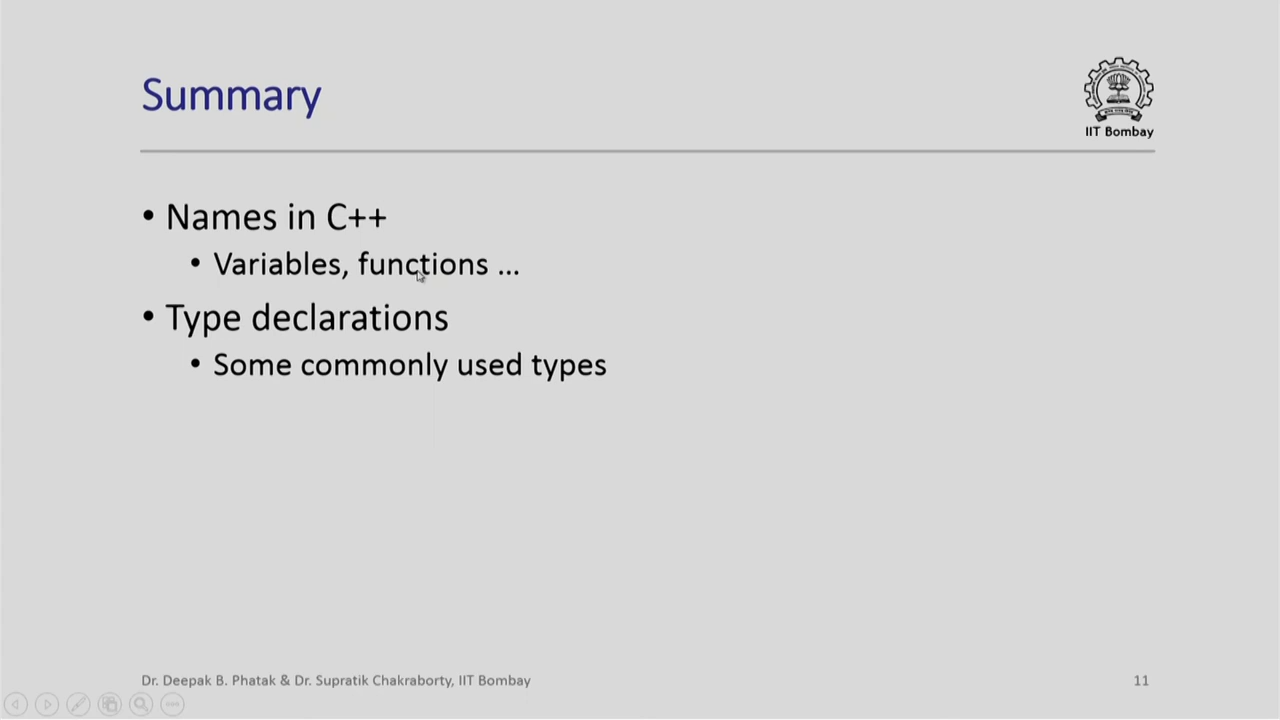 Summary
IIT Bombay
• Names in C++
• Variables, functions ...
• Type declarations
• Some commonly used types
Dr. Deepak B. Phatak & Dr. Supratik Chakraborty, IIT Bombay
11